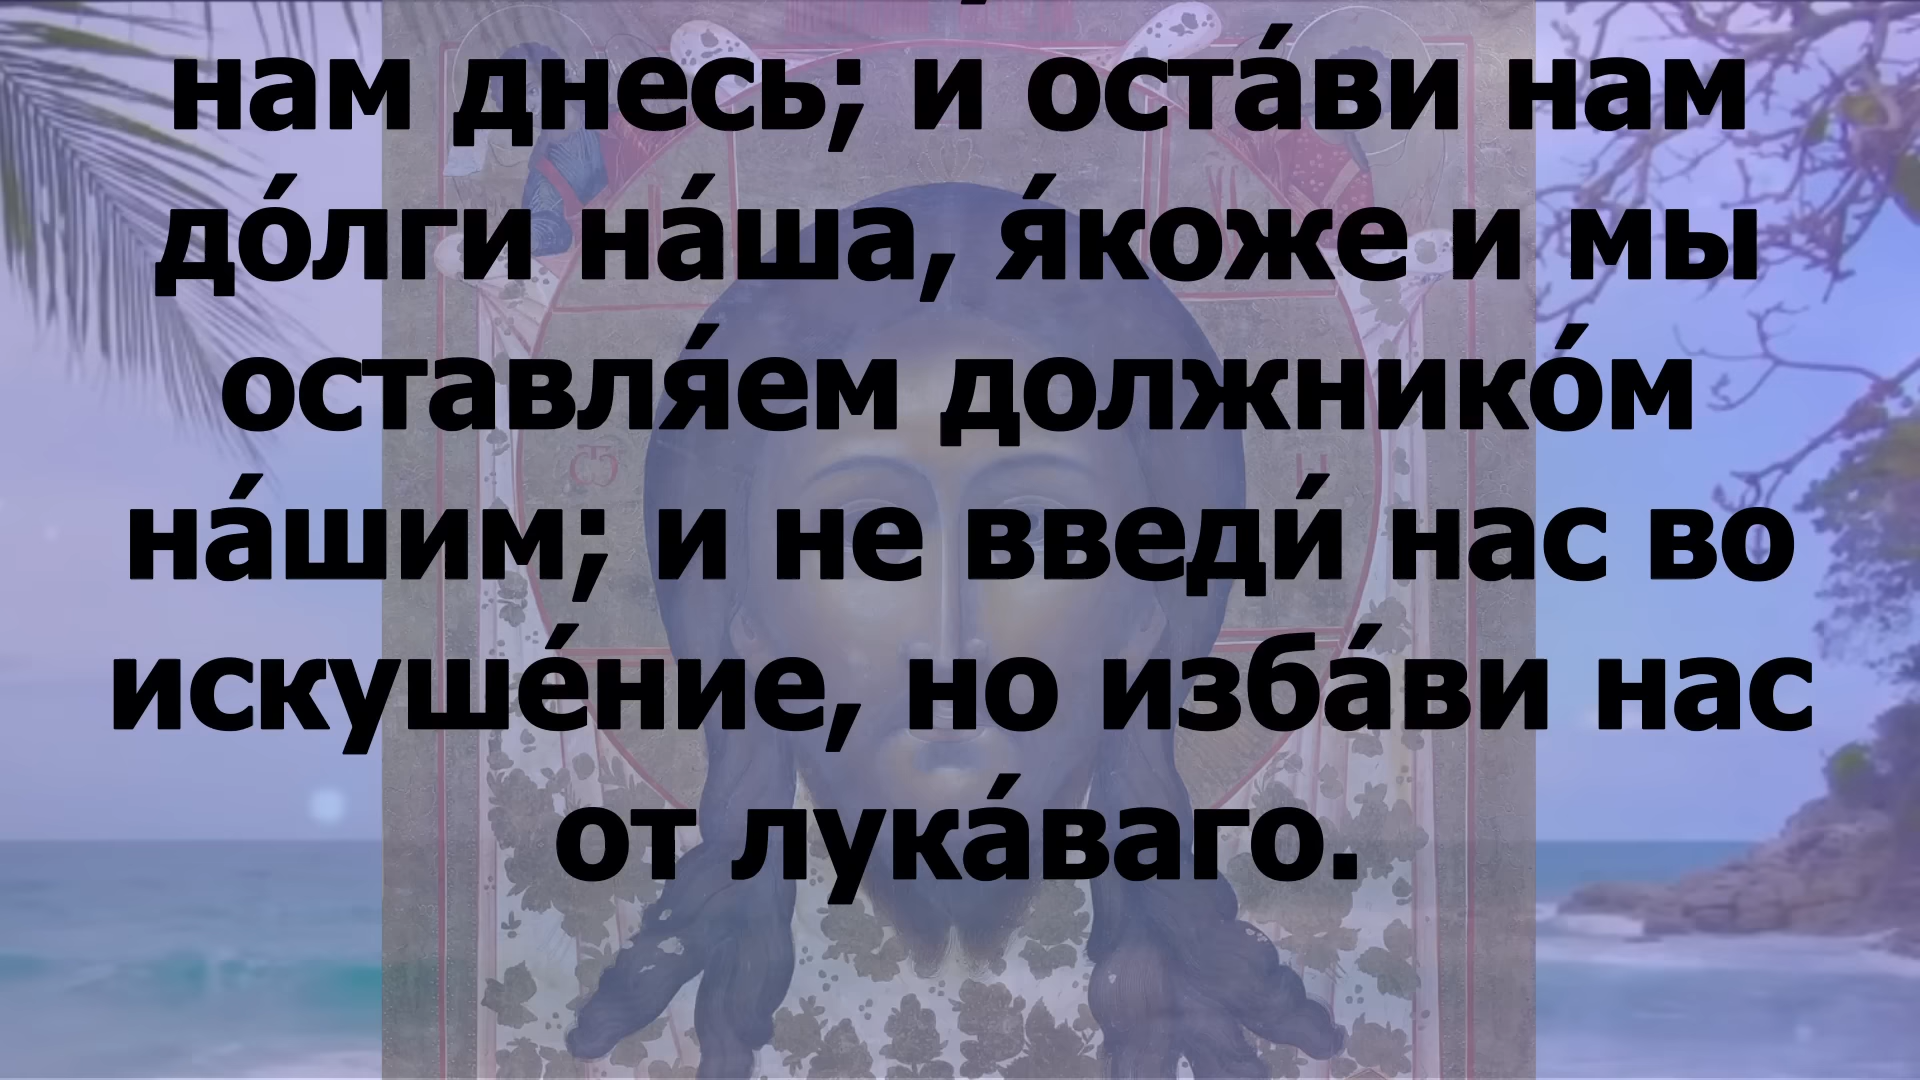 нам днесь; и оста́ви нам
до́лги на́ша, я́коже и мы
оставля́ем должнико́м
на́шим; и не введи́ нас во
искуше́ние, но изба́ви нас
от лука́ваго.